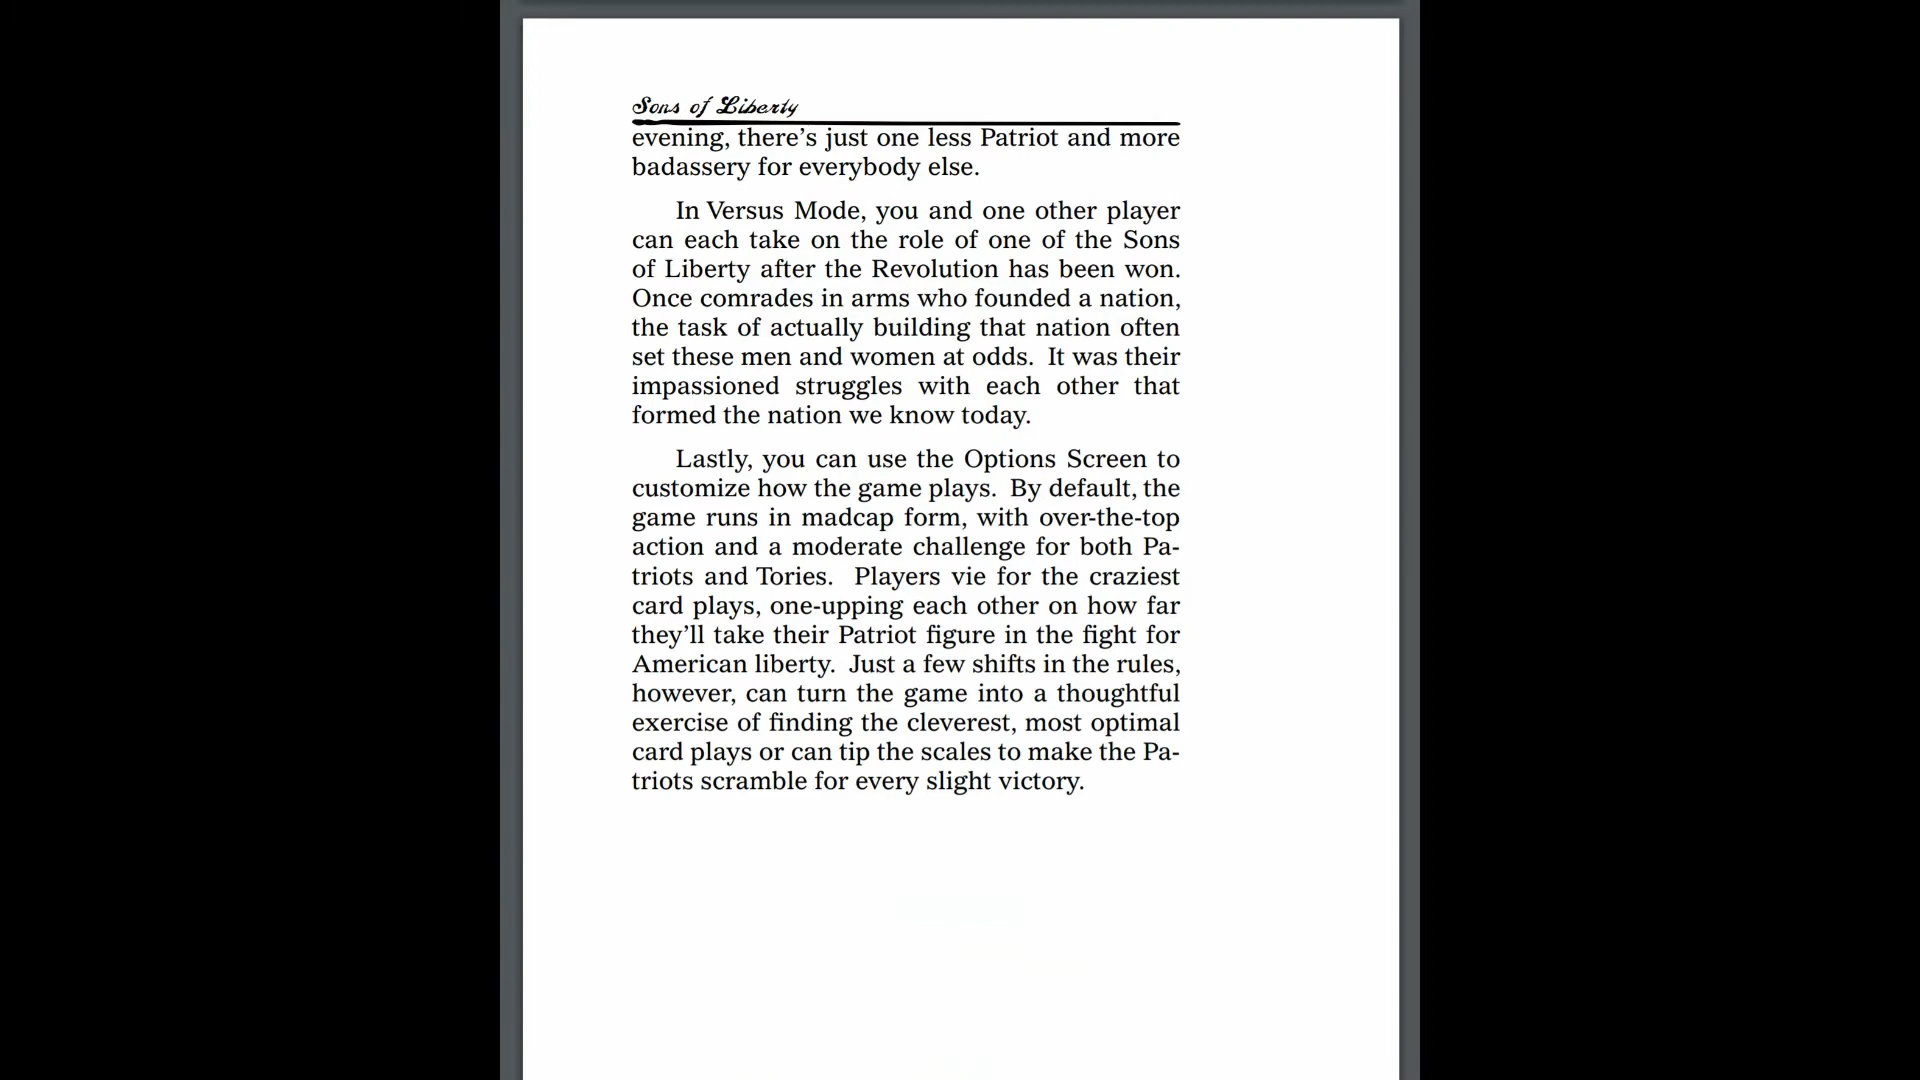 Sons of Liberty
evening, there’s just one less Patriot and more
badassery for everybody else.
In Versus Mode, you and one other player
can each take on the role of one of the Sons
of Liberty after the Revolution has been won.
Once comrades in arms who founded a nation,
the task of actually building that nation often
set these men and women at odds. It was their
impassioned struggles with each other that
formed the nation we know today.
Lastly, you can use the Options Screen to
customize how the game plays. By default, the
game runs in madcap form, with over-the-top
action and a moderate challenge for both Pa-
triots and Tories. Players vie for the craziest
card plays, one-upping each other on how far
they’ll take their Patriot figure in the fight for
American liberty. Just a few shifts in the rules,
however, can turn the game into a thoughtful
exercise of finding the cleverest, most optimal
card plays or can tip the scales to make the Pa-
triots scramble for every slight victory.